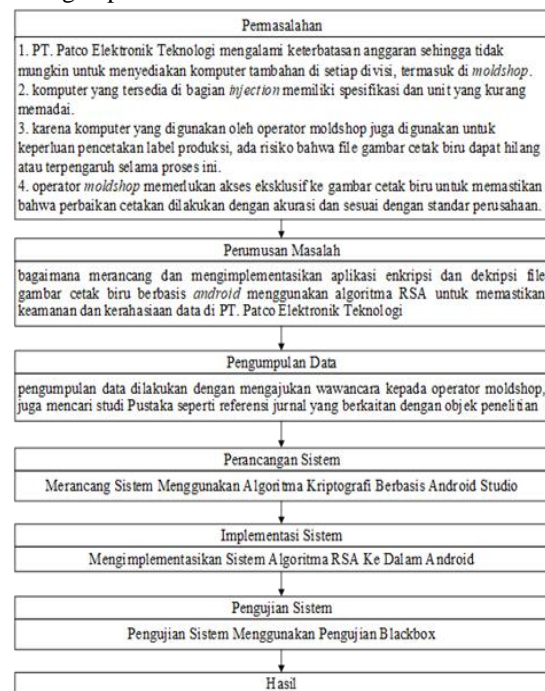 Permasalahan
1. PT. Patco Elektronik Teknologi mengalami keterbatasan anggaran sehingga tidak
mungkin untuk menyediakan komputer tambahan di setiap divisi, termasuk di moldshop.
2. komputer yang tersedia di bagian injection memiliki spesifikasi dan unit yang kurang
memadai.
3. karena komputer yang digunakan oleh operator moldshop juga digunakan untuk
keperluan pencetakan label produksi, ada risiko bahwa file gambar cetak biru dapat hilang
atau terpengaruh selama proses ini.
4. operator moldshop memerlukan akses eksklusif ke gambar cetak biru untuk memastikan
bahwa perbaikan cetakan dilakukan dengan akurasi dan sesuai dengan standar perusahaan.
Perumusan Masalah
bagaimana merancang dan mengimplementasikan aplikasi enkripsi dan dekripsi file
gambar cetak biru berbasis android menggunakan algoritma RSA untuk memastikan
keamanan dan kerahasiaan data di PT. Patco Elektronik Teknologi
Pengumpulan Data
pengumpulan data dilakukan dengan mengajukan wawancara kepada operator moldshop,
juga mencari studi Pustaka seperti referensi jurnal yang berkaitan dengan objek penelitian
Perancangan Sistem
Merancang Sistem Menggunakan Algoritma Kriptografi Berbasis Android Studio
Implementasi Sistem
Mengimplementasikan Sistem Algoritma RSA Ke Dalam Android
Pengujian Sistem
Pengujian Sistem Menggunakan Pengujian Blackbox
Hasil